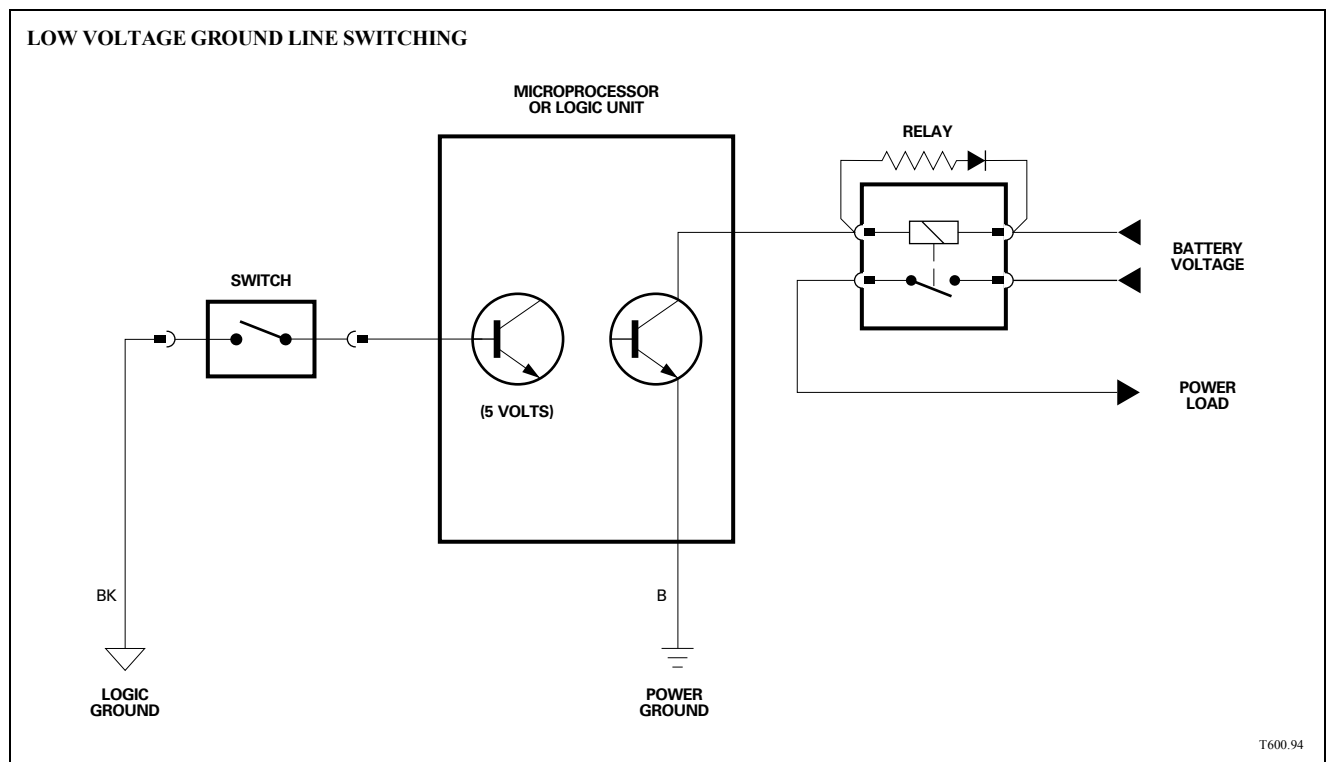 LOW VOLTAGE GROUND LINE SWITCHING
MICROPROCESSOR
OR LOGIC UNIT
RELAY
BATTERY
VOLTAGE
SWITCH
(5 VOLTS)
POWER
LOAD
BK
B
LOGIC
GROUND
POWER
GROUND
T600.94